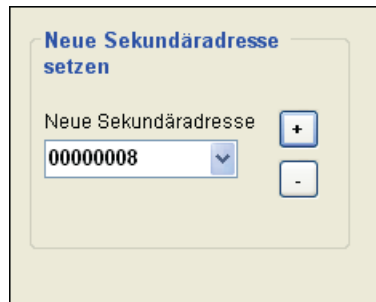 Neue Sekundäradresse
setzen
Neue Sekundäradresse
+
00000008
-